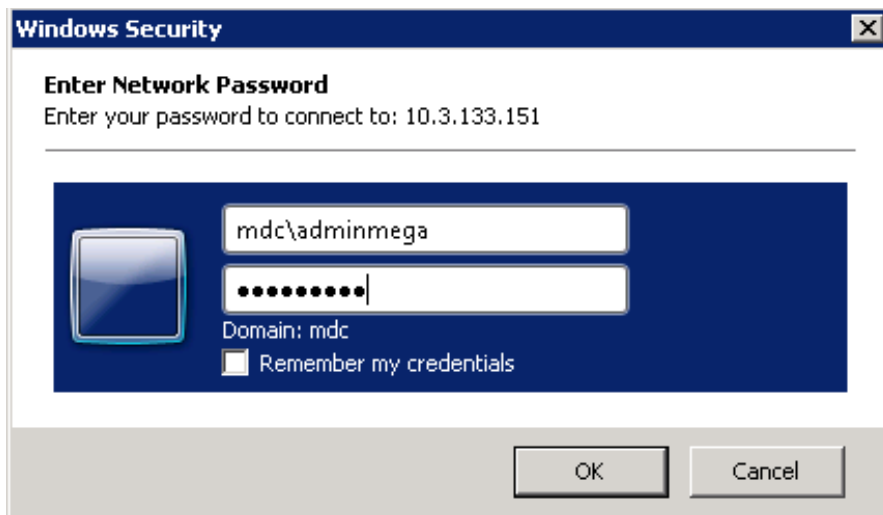 Windows Security
Enter Network Password
Enter your password to connect to: 10.3.133.151
mdc\adminmega
●●●●●●●●●
Domain: mdc
Remember my credentials
OK
Cancel